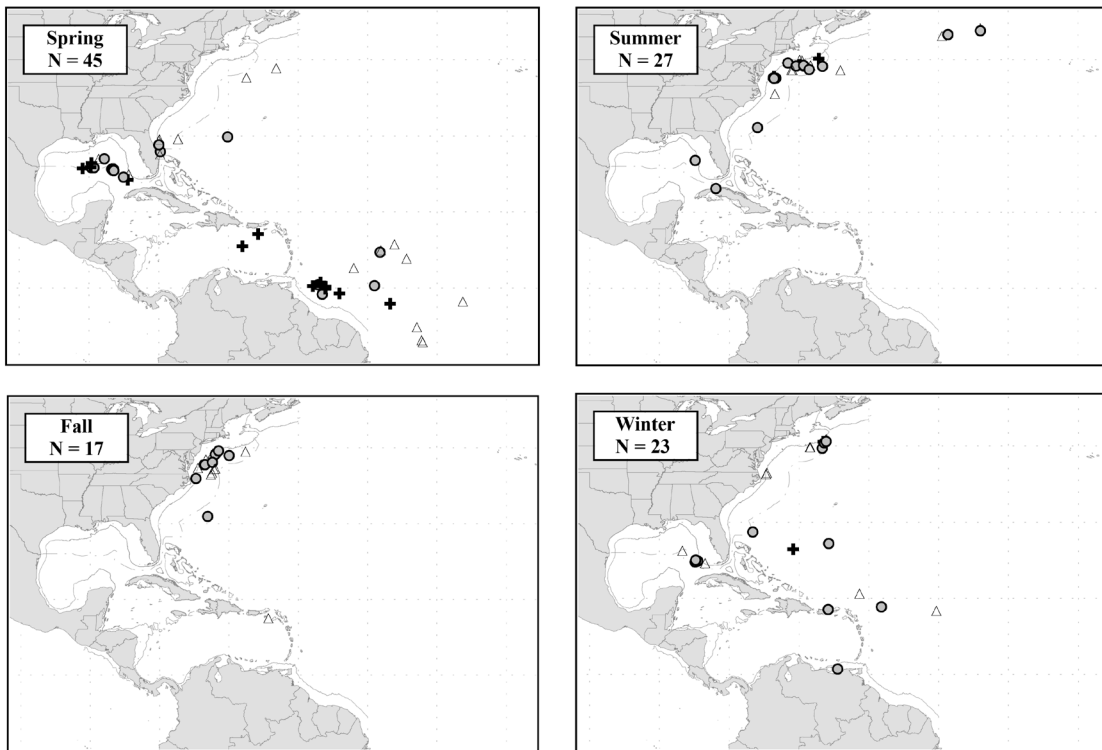 Spring
N = 45
Summer
N = 27
Fall
N = 17
Winter
N = 23